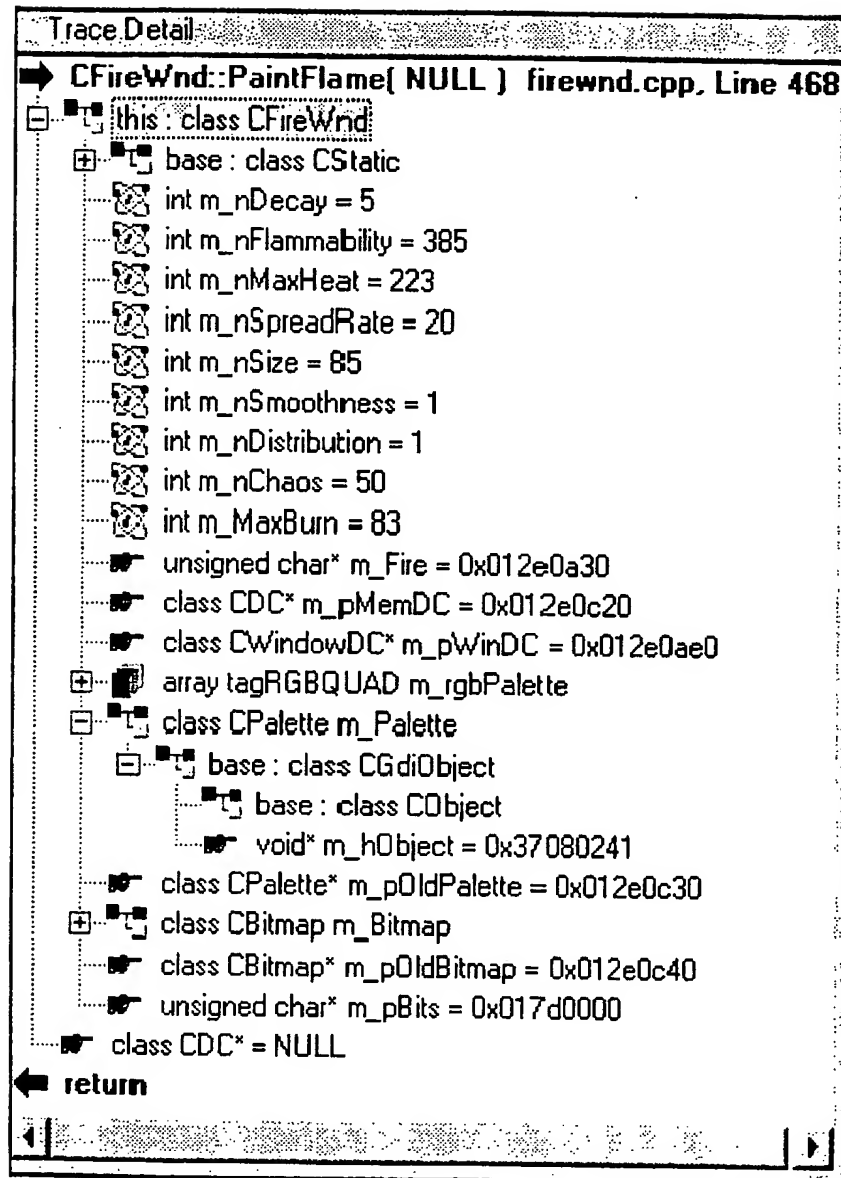 Trace Detail
CFireWnd::PaintFlame( NULL ) firewnd.cpp, Line 468
this : class CFireWnd
base : class CStatic
int m_nDecay = 5
int m_nFlammability = 385
int m_nMaxHeat = 223
int m_nSpreadRate = 20
int m_nSize = 85
int m_nSmoothness = 1
int m_nDistribution = 1
int m_nChaos = 50
int m_MaxBurn = 83
unsigned char* m_Fire = 0x012e0a30
class CDC* m_pMemDC = 0x012e0c20
class CWindowDC* m_pWinDC = 0x012e0ae0
array tagRGBQUAD m_rgbPalette
class CPalette m_Palette
base : class CGdiObject
base : class CObject
void* m_hObject = 0x37080241
class CPalette* m_pOldPalette = 0x012e0c30
class CBitmap m_Bitmap
class CBitmap* m_pOldBitmap = 0x012e0c40
unsigned char* m_pBits = 0x017d0000
class CDC* = NULL
return